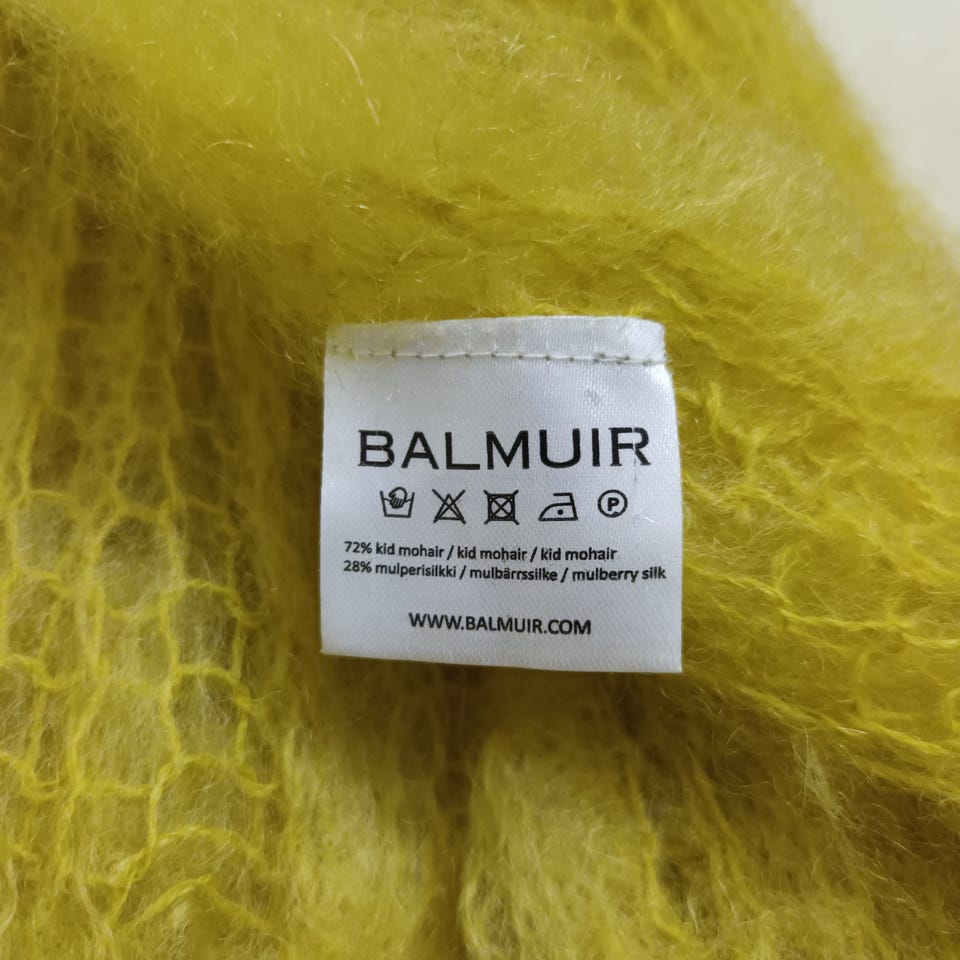 BALMUIR
P
72% kid mohair / kid mohair / kid mohair
28% mulperisilkki / mulbärrssilke / mulberry silk
WWW.BALMUIR.COM